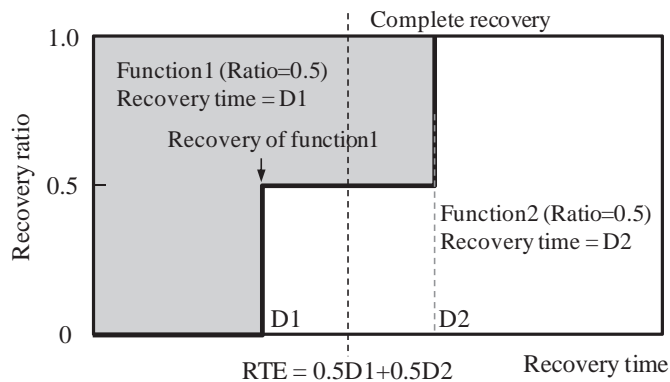 Complete recovery
1.0
Function1 (Ratio=0.5)
Recovery time = D1
Recovery of function1
Recovery ratio
0.5
Function2 (Ratio=0.5)
Recovery time = D2
D1
D2
0
RTE = 0.5D1+0.5D2
Recovery time